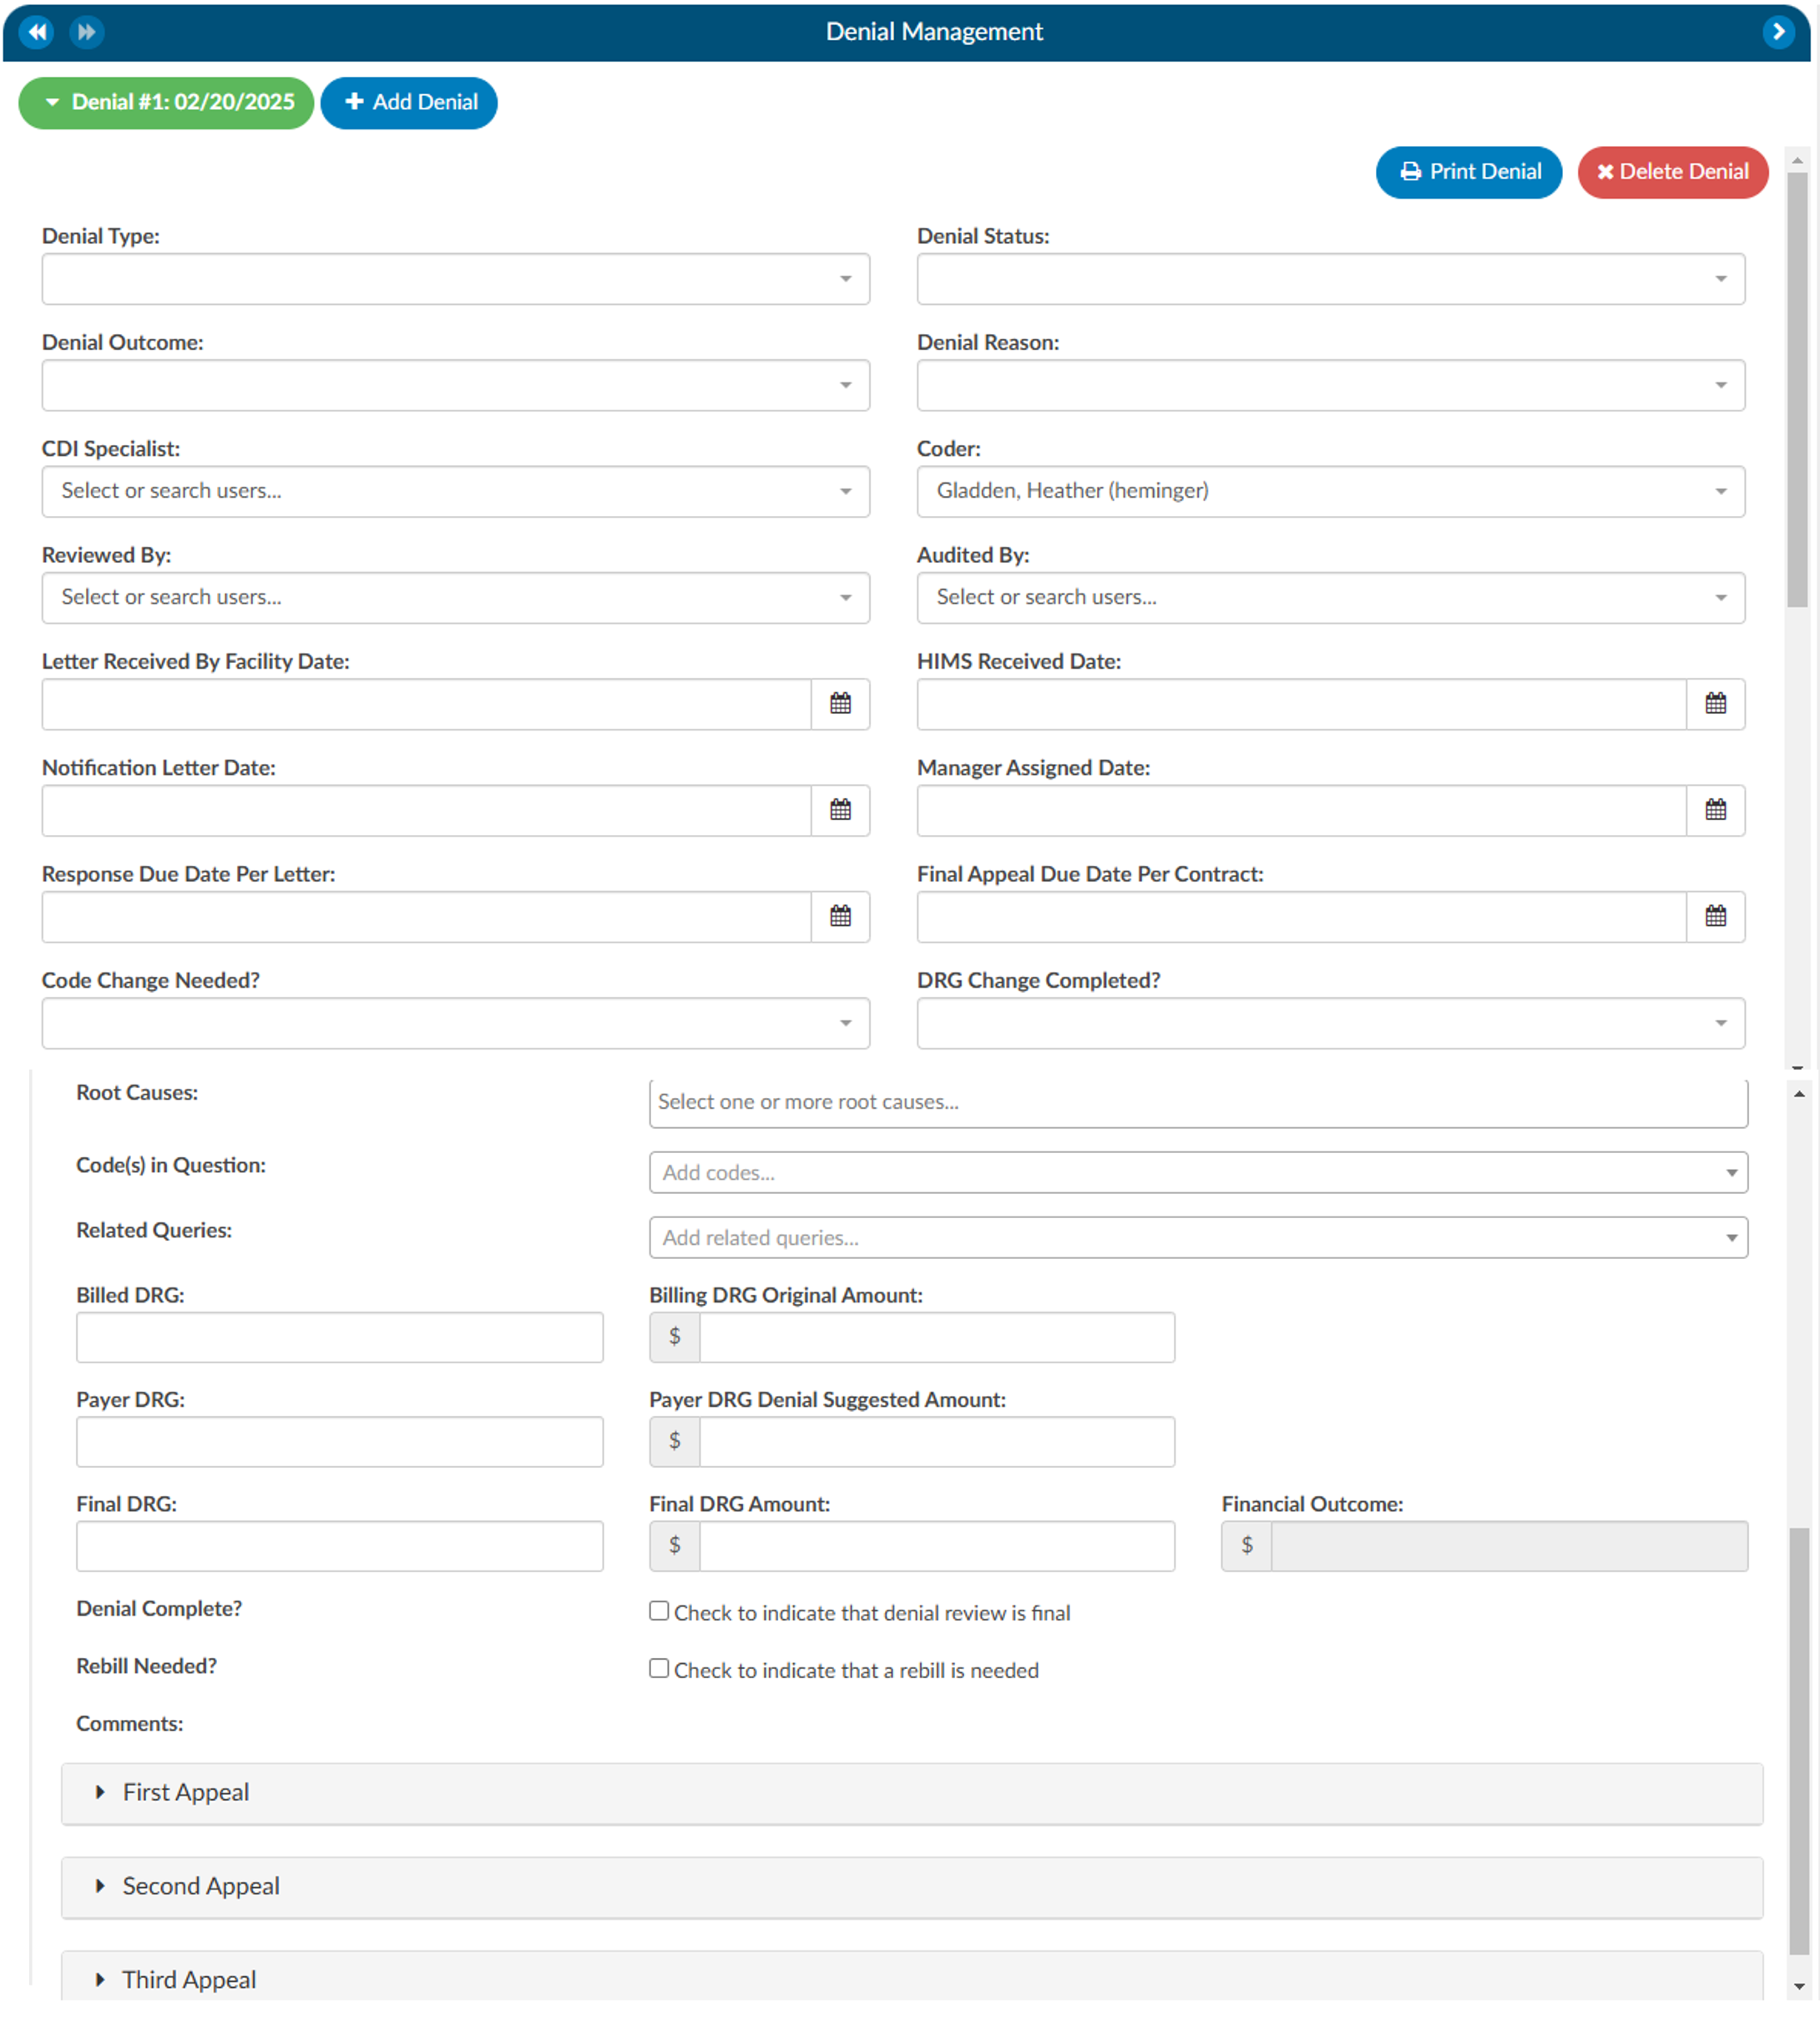 Denial Management
Denial #1: 02/20/2025
Add Denial
Print Denial
Delete Denial
Denial Type:
Denial Status:
Denial Outcome:
Denial Reason:
CDI Specialist:
Coder:
Select or search users...
Gladden, Heather (heminger)
Reviewed By:
Audited By:
Select or search users...
Select or search users...
Letter Received By Facility Date:
HIMS Received Date:
Notification Letter Date:
Manager Assigned Date:
Response Due Date Per Letter:
Final Appeal Due Date Per Contract:
Code Change Needed?
DRG Change Completed?
Root Causes:
Select one or more root causes...
Code(s) in Question:
Add codes...
Related Queries:
Add related queries...
Billed DRG:
Billing DRG Original Amount:
$
Payer DRG:
Payer DRG Denial Suggested Amount:
$
Final DRG:
Final DRG Amount:
Financial Outcome:
$
$
Denial Complete?
Check to indicate that denial review is final
Rebill Needed?
Check to indicate that a rebill is needed
Comments:
First Appeal
Second Appeal
Third Appeal